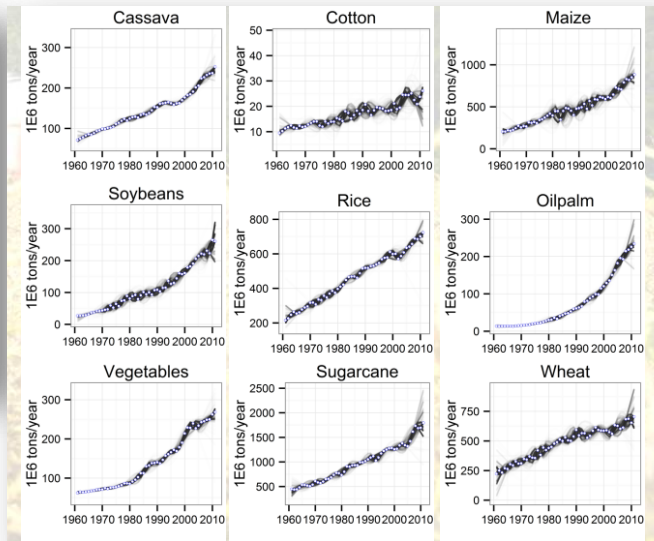 Cassava
1E6 tons/year
300
200
100
1960 1970 1980 1990 2000 2010
Cotton
1E6 tons/year
50
40
30
20
10
1960 1970 1980 1990 2000 2010
Maize
1E6 tons/year
1000
500
0
1960 1970 1980 1990 2000 2010
Soybeans
1E6 tons/year
300
200
100
0
1960 1970 1980 1990 2000 2010
Rice
1E6 tons/year
800
600
400
200
1960 1970 1980 1990 2000 2010
Oilpalm
1E6 tons/year
300
200
100
0
1960 1970 1980 1990 2000 2010
Vegetables
1E6 tons/year
300
200
100
1960 1970 1980 1990 2000 2010
Sugarcane
1E6 tons/year
2500
2000
1500
1000
500
1960 1970 1980 1990 2000 2010
Wheat
1E6 tons/year
750
500
250
0
1960 1970 1980 1990 2000 2010